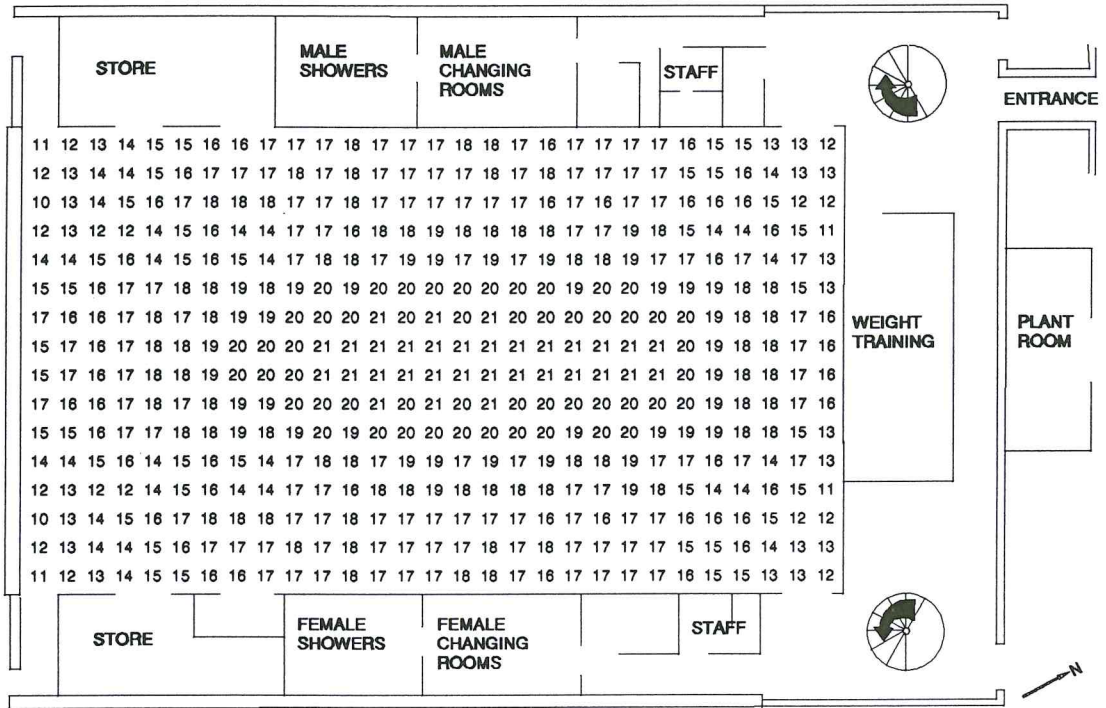 STORE
MALE
SHOWERS
MALE
CHANGING
ROOMS
STAFF
ENTRANCE
11 12 13 14 15 15 16 16 17 17 17 18 17 17 17 18 18 17 16 17 17 17 17 16 15 15 13 13 12
12 13 14 14 15 16 17 17 17 18 17 18 17 17 17 17 18 17 18 17 17 17 17 15 15 16 14 13 13
10 13 14 15 16 17 18 18 18 17 17 18 17 17 17 17 17 17 16 17 16 17 17 16 16 16 15 12 12
12 13 12 12 14 15 16 14 14 17 17 16 18 18 19 18 18 18 18 17 17 19 18 15 14 14 16 15 11
14 14 15 16 14 15 16 15 14 17 18 18 17 19 19 17 19 17 19 18 18 19 17 17 16 17 14 17 13
15 15 16 17 17 18 18 19 18 19 20 19 20 20 20 20 20 20 20 19 20 20 19 19 19 18 18 15 13
17 16 16 17 18 17 18 19 19 20 20 20 21 20 21 20 21 20 20 20 20 20 20 20 19 18 18 17 16
15 17 16 17 18 18 19 20 20 20 21 21 21 21 21 21 21 21 21 21 21 21 21 20 19 18 18 17 16
15 17 16 17 18 18 19 20 20 20 21 21 21 21 21 21 21 21 21 21 21 21 21 20 19 18 18 17 16
17 16 16 17 18 17 18 19 19 20 20 20 21 20 21 20 21 20 20 20 20 20 20 20 19 18 18 17 16
15 15 16 17 17 18 18 19 18 19 20 19 20 20 20 20 20 20 20 19 20 20 19 19 19 18 18 15 13
14 14 15 16 14 15 16 15 14 17 18 18 17 19 19 17 19 17 19 18 18 19 17 17 16 17 14 17 13
12 13 12 12 14 15 16 14 14 17 17 16 18 18 19 18 18 18 18 17 17 19 18 15 14 14 16 15 11
10 13 14 15 16 17 18 18 18 17 17 18 17 17 17 17 17 17 16 17 16 17 17 16 16 16 15 12 12
12 13 14 14 15 16 17 17 17 18 17 18 17 17 17 17 18 17 18 17 17 17 17 15 15 16 14 13 13
11 12 13 14 15 15 16 16 17 17 17 18 17 17 17 18 18 17 16 17 17 17 17 16 15 15 13 13 12
WEIGHT
TRAINING
PLANT
ROOM
STORE
FEMALE
SHOWERS
FEMALE
CHANGING
ROOMS
STAFF
N